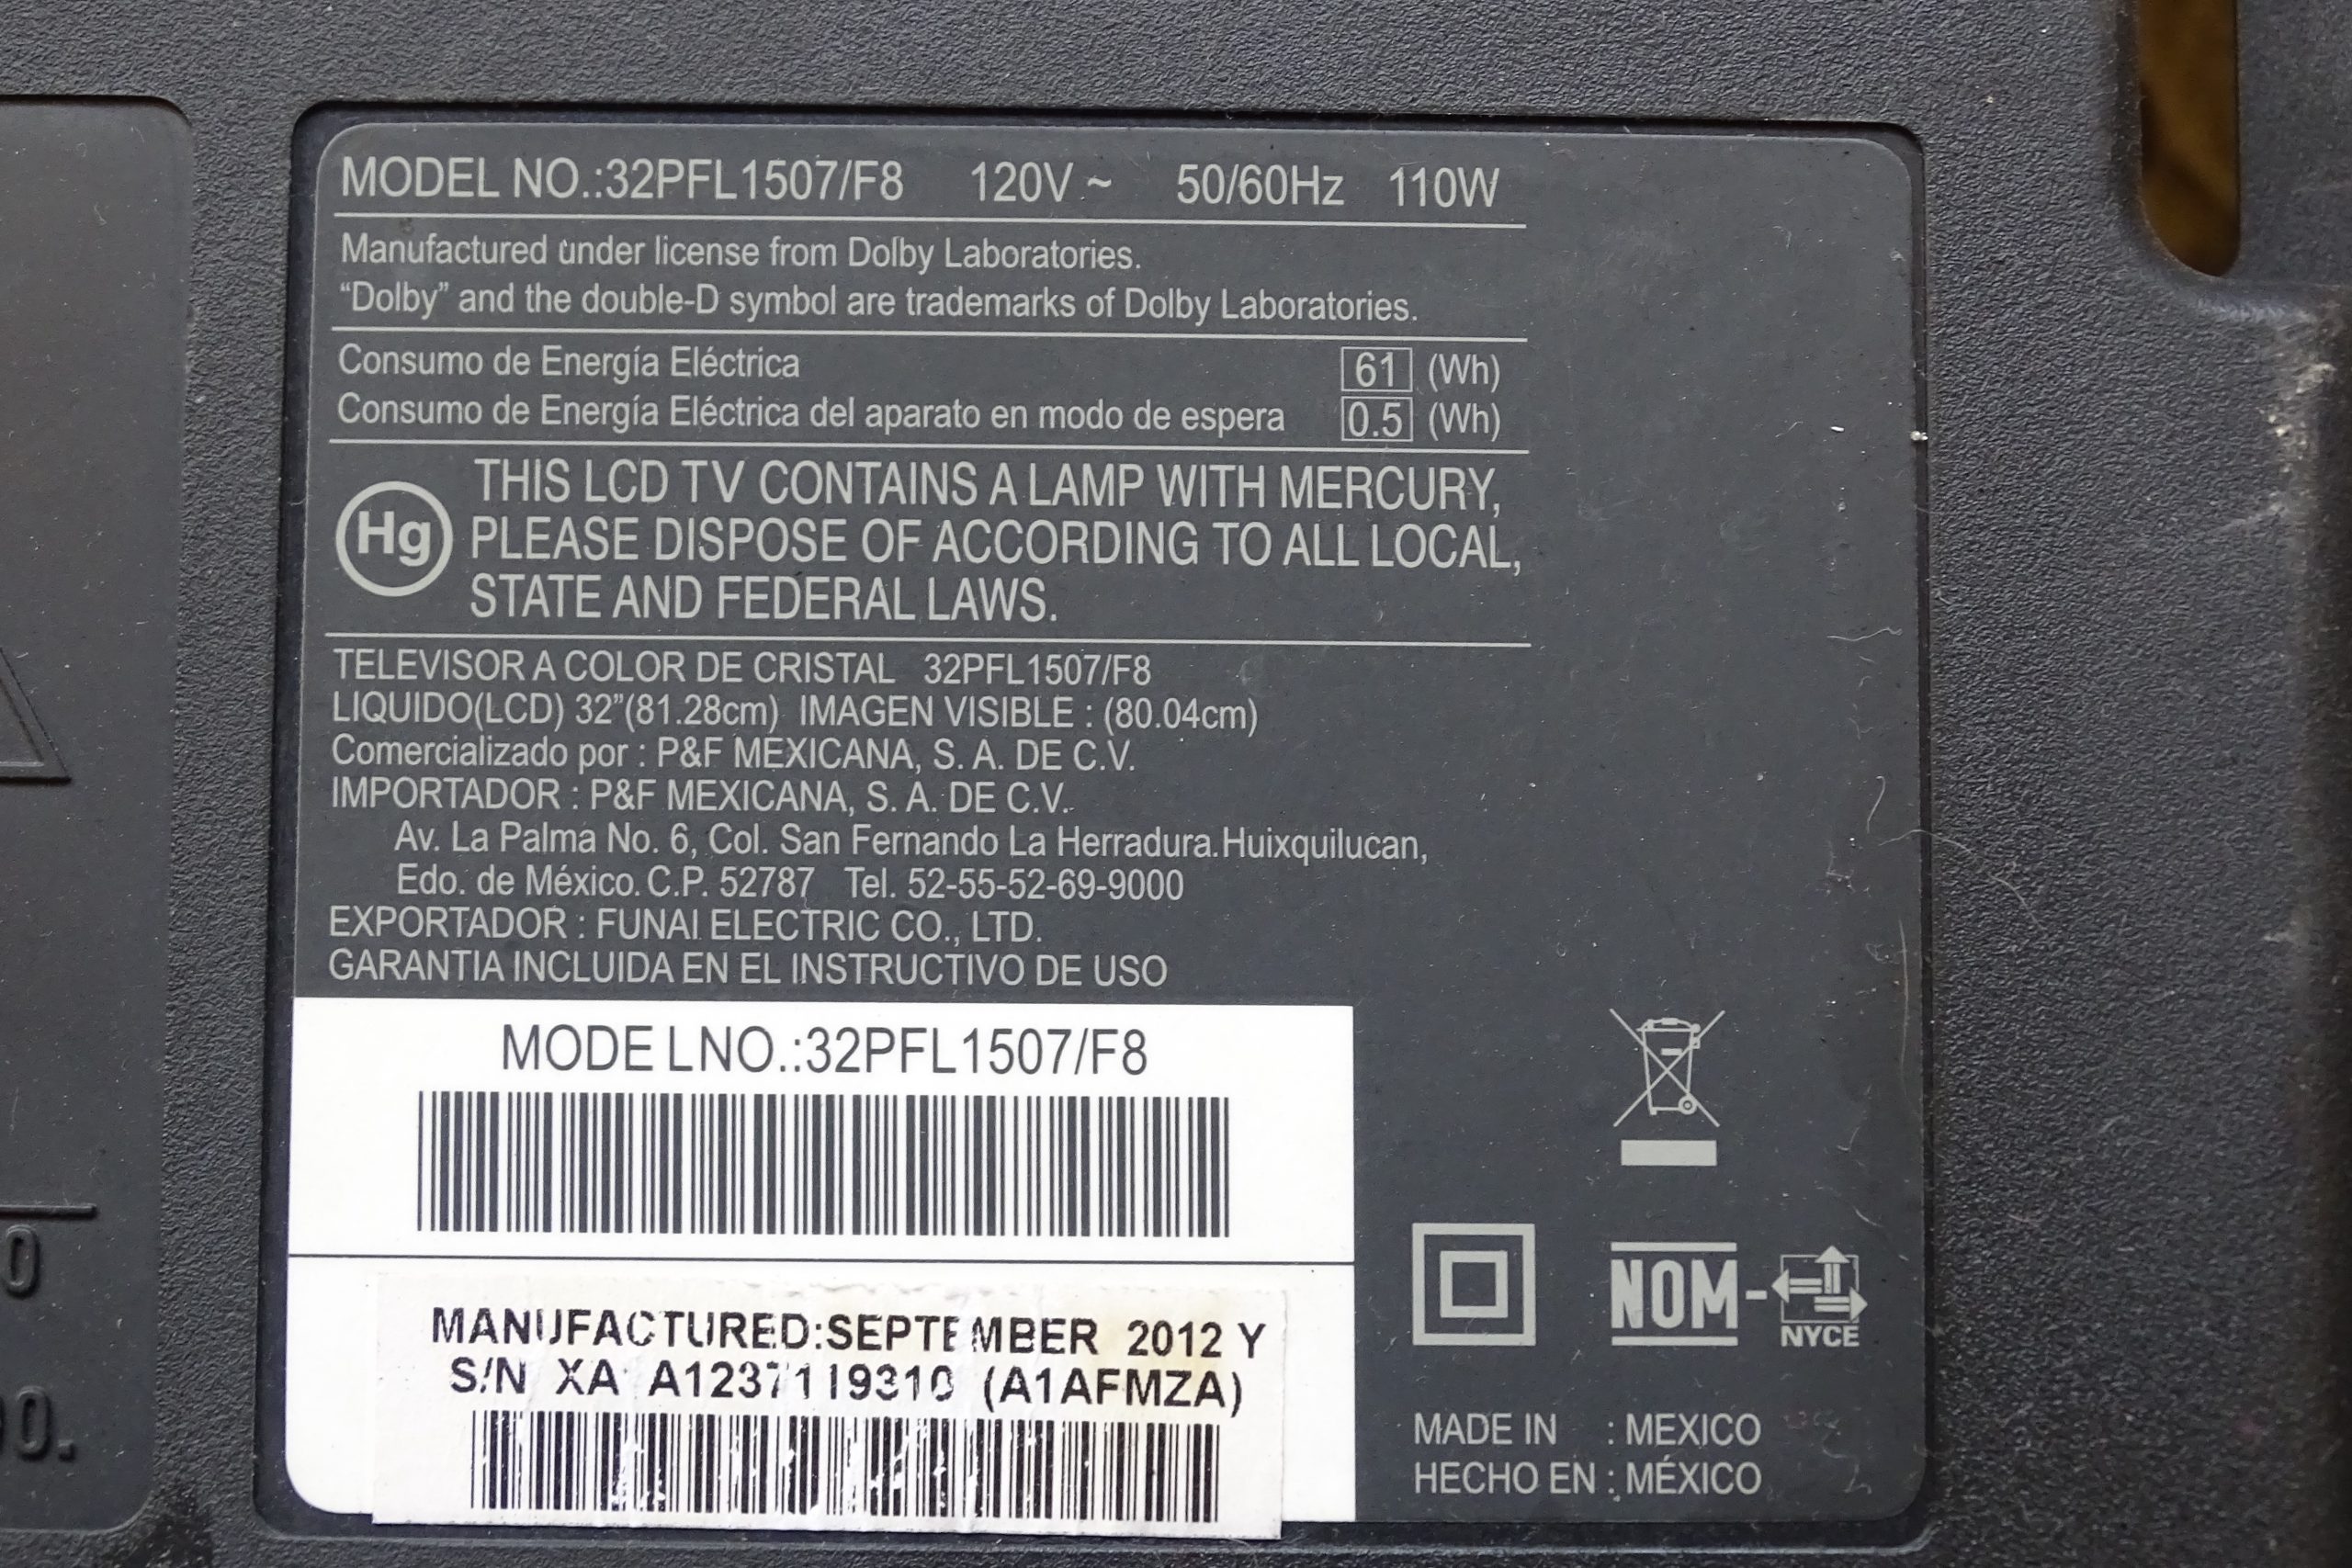 MODEL NO.:32PFL1507/F8 120V ~ 50/60Hz 110W
Manufactured under license from Dolby Laboratories.
“Dolby” and the double-D symbol are trademarks of Dolby Laboratories.
Consumo de Energía Eléctrica 61 (Wh)
Consumo de Energía Eléctrica del aparato en modo de espera 0.5 (Wh)
Hg
THIS LCD TV CONTAINS A LAMP WITH MERCURY,
PLEASE DISPOSE OF ACCORDING TO ALL LOCAL,
STATE AND FEDERAL LAWS.
TELEVISOR A COLOR DE CRISTAL 32PFL1507/F8
LIQUIDO(LCD) 32”(81.28cm) IMAGEN VISIBLE : (80.04cm)
Comercializado por : P&F MEXICANA, S. A. DE C.V.
IMPORTADOR : P&F MEXICANA, S. A. DE C.V.
Av. La Palma No. 6, Col. San Fernando La Herradura.Huixquilucan,
Edo. de México. C.P. 52787 Tel. 52-55-52-69-9000
EXPORTADOR : FUNAI ELECTRIC CO., LTD.
GARANTIA INCLUIDA EN EL INSTRUCTIVO DE USO
MODE LNO.:32PFL1507/F8
MANUFACTURED:SEPTEMBER 2012 Y
S/N XA A1237119310 (A1AFMZA)
NOM-
NYCE
MADE IN : MEXICO
HECHO EN : MÉXICO
0
00.